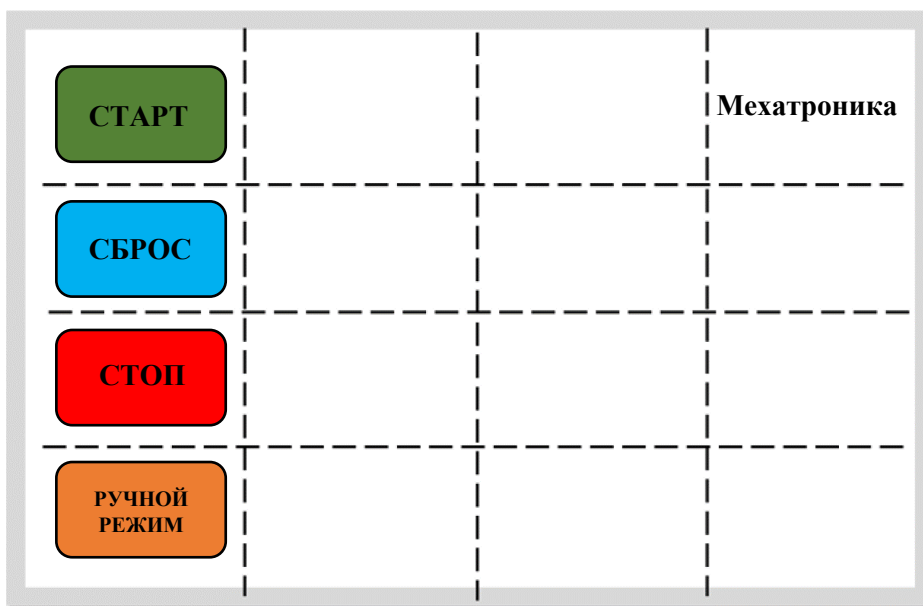 СТАРТ
Мехатроника
СБРОС
СТОП
РУЧНОЙ
РЕЖИМ